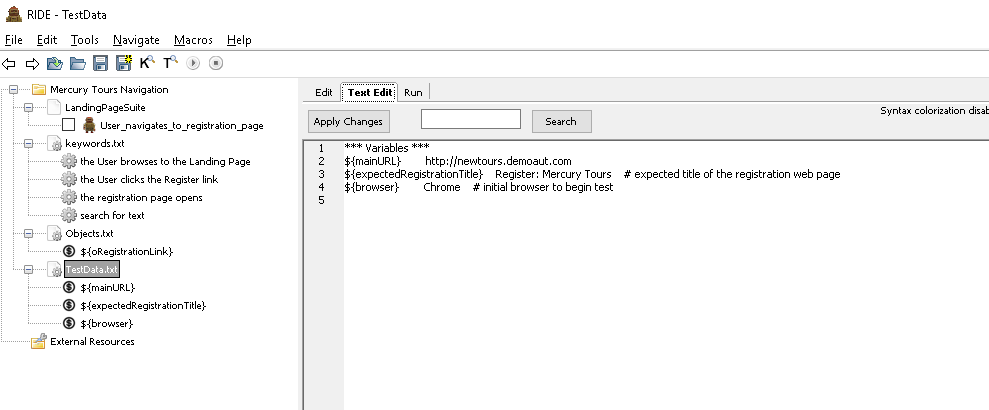 RIDE - TestData
File Edit Tools Navigate Macros Help
K T
Mercury Tours Navigation
LandingPageSuite
User_navigates_to_registration_page
keywords.txt
the User browses to the Landing Page
the User clicks the Register link
the registration page opens
search for text
Objects.txt
${oRegistrationLink}
TestData.txt
${mainURL}
${expectedRegistrationTitle}
${browser}
External Resources
Edit Text Edit Run
Apply Changes Search Syntax colorization disab
1 *** Variables ***
2 ${mainURL} http://newtours.demoaut.com
3 ${expectedRegistrationTitle} Register: Mercury Tours # expected title of the registration web page
4 ${browser} Chrome # initial browser to begin test
5